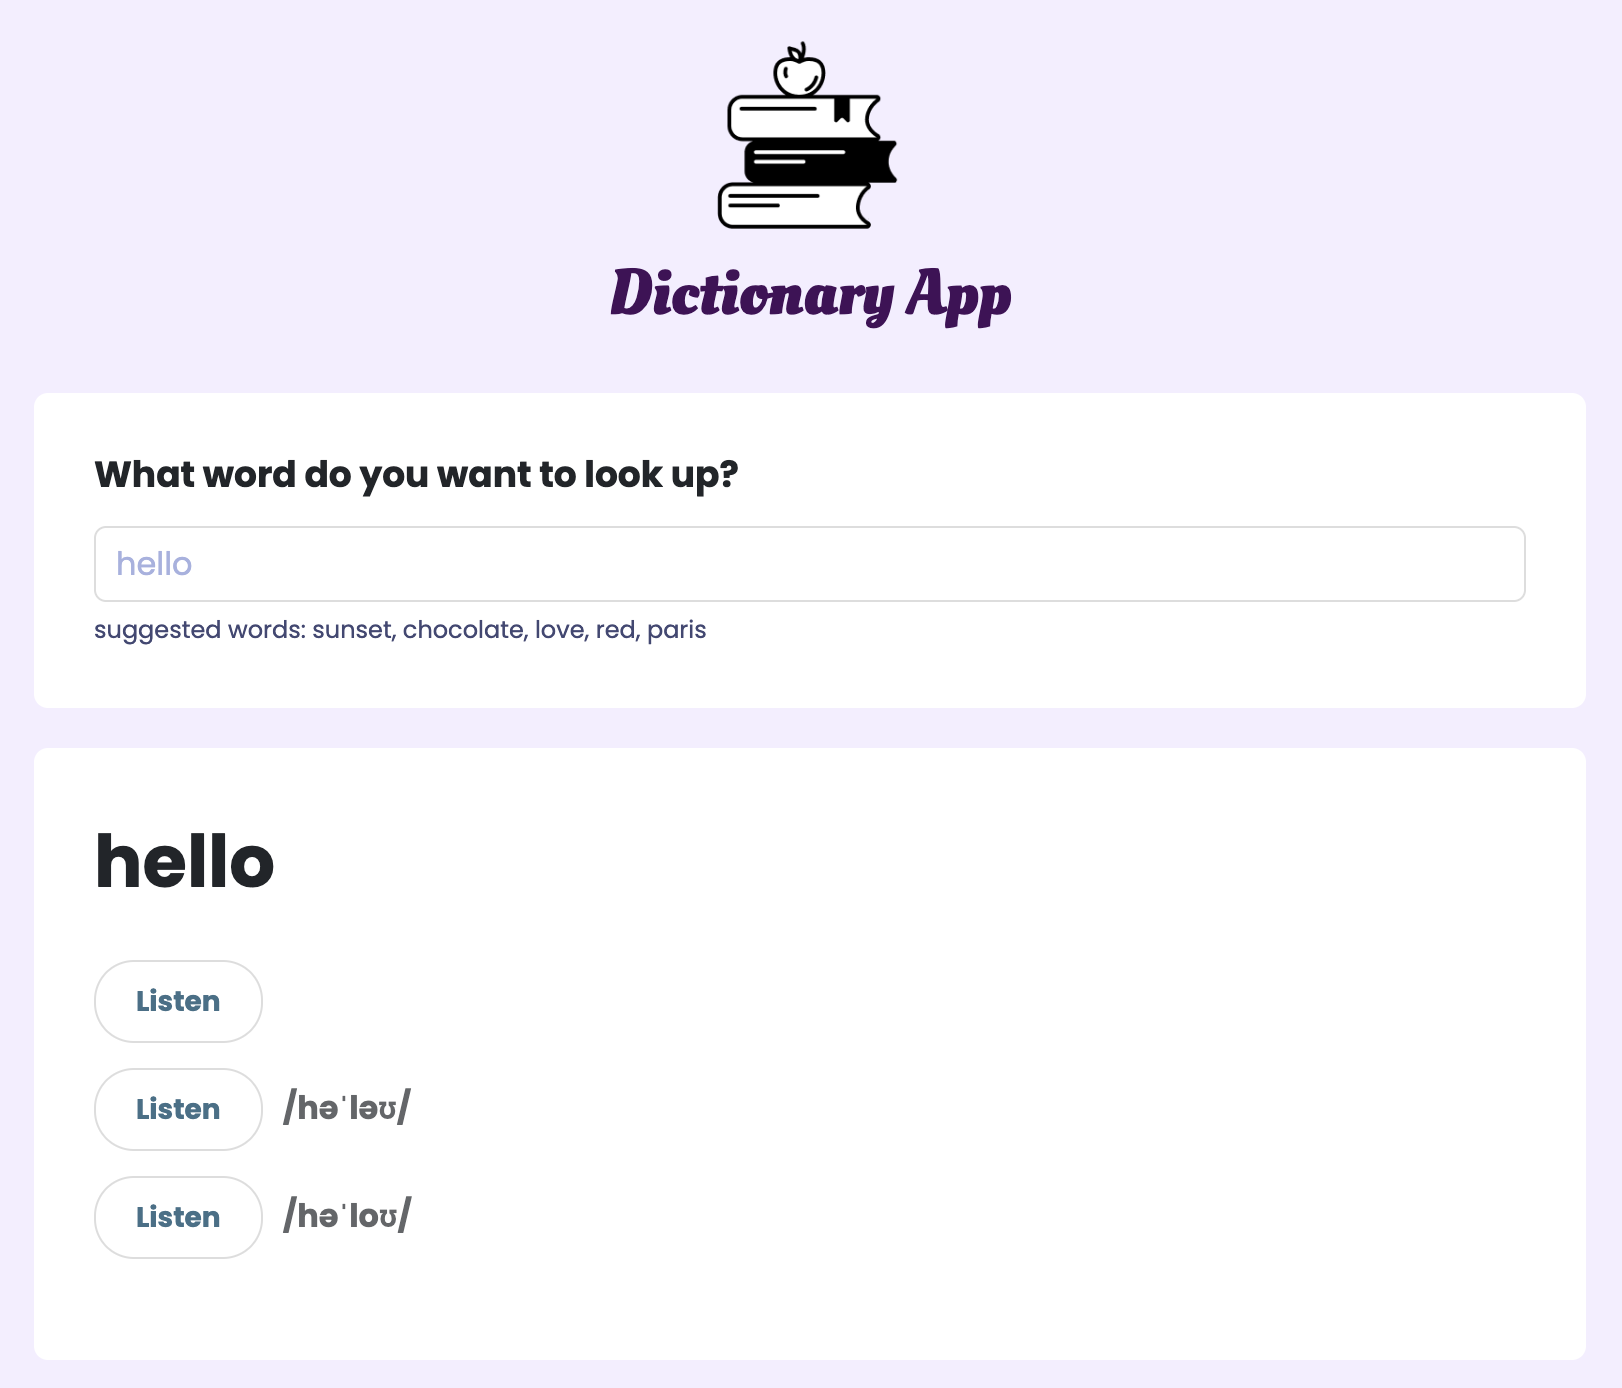 Dictionary App
What word do you want to look up?
hello
suggested words: sunset, chocolate, love, red, paris
hello
Listen
Listen /həˈləʊ/
Listen /həˈloʊ/